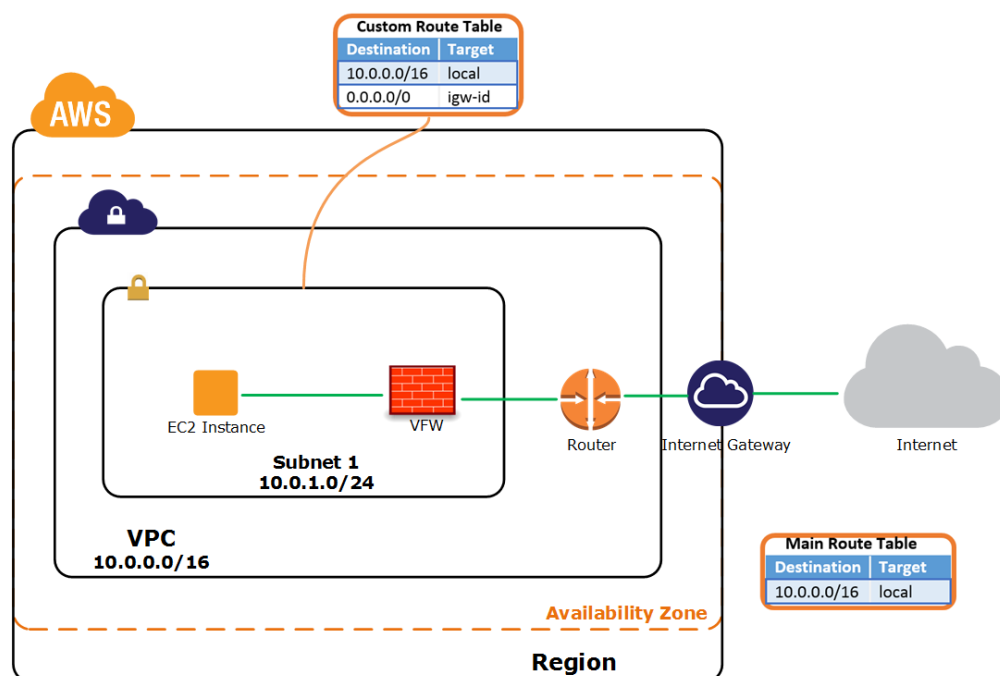 Custom Route Table
Destination Target
10.0.0.0/16 local
0.0.0.0/0 igw-id
AWS
EC2 Instance
VFW
Router
Internet Gateway
Internet
Subnet 1
10.0.1.0/24
VPC
10.0.0.0/16
Main Route Table
Destination Target
10.0.0.0/16 local
Availability Zone
Region